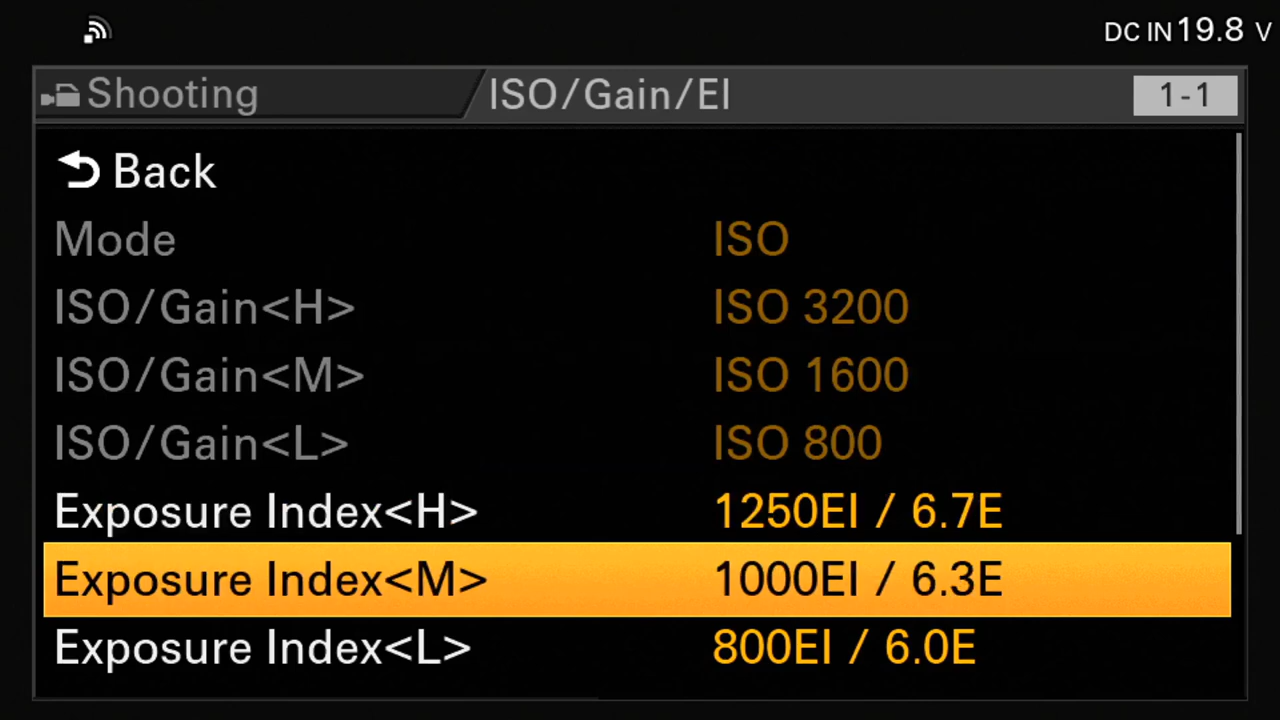 DC IN 19.8 V
Shooting ISO/Gain/EI 1-1
Back
Mode ISO
ISO/Gain<H> ISO 3200
ISO/Gain<M> ISO 1600
ISO/Gain<L> ISO 800
Exposure Index<H> 1250EI / 6.7E
Exposure Index<M> 1000EI / 6.3E
Exposure Index<L> 800EI / 6.0E